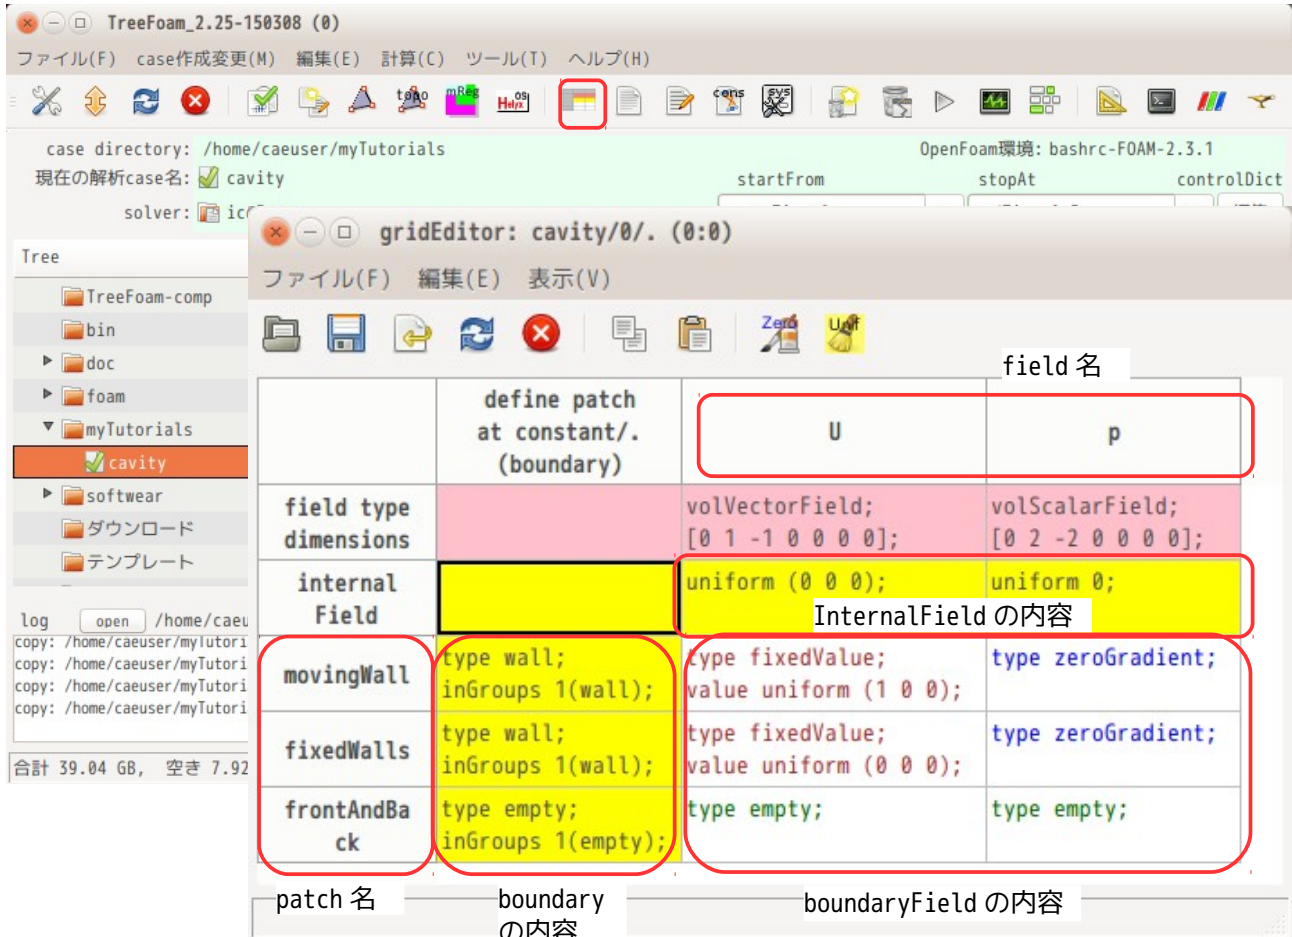 TreeFoam_2.25-150308 (0)
ファイル(F) case作成変更(M) 編集(E) 計算(C) ツール(T) ヘルプ(H)
topo mReg Helyx OS cons sys
case directory: /home/caeuser/myTutorials
OpenFoam環境: bashrc-FOAM-2.3.1
現在の解析case名: cavity
startFrom stopAt controlDict
solver:
gridEditor: cavity/0/. (0:0)
ファイル(F) 編集(E) 表示(V)
Zero Unif
Tree
TreeFoam-comp
bin
doc
foam
myTutorials
cavity
softwear
ダウンロード
テンプレート
log open /home/caeu
copy: /home/caeuser/myTutori
copy: /home/caeuser/myTutori
copy: /home/caeuser/myTutori
copy: /home/caeuser/myTutori
合計 39.04 GB, 空き 7.92
field 名
define patch
at constant/.
(boundary)
U
p
field type
dimensions
volVectorField;
[0 1 -1 0 0 0 0];
volScalarField;
[0 2 -2 0 0 0 0];
internal
Field
uniform (0 0 0);
uniform 0;
InternalField の内容
movingWall
type wall;
inGroups 1(wall);
type fixedValue;
value uniform (1 0 0);
type zeroGradient;
fixedWalls
type wall;
inGroups 1(wall);
type fixedValue;
value uniform (0 0 0);
type zeroGradient;
frontAndBa
ck
type empty;
inGroups 1(empty);
type empty;
type empty;
patch 名
boundary
の内容
boundaryField の内容